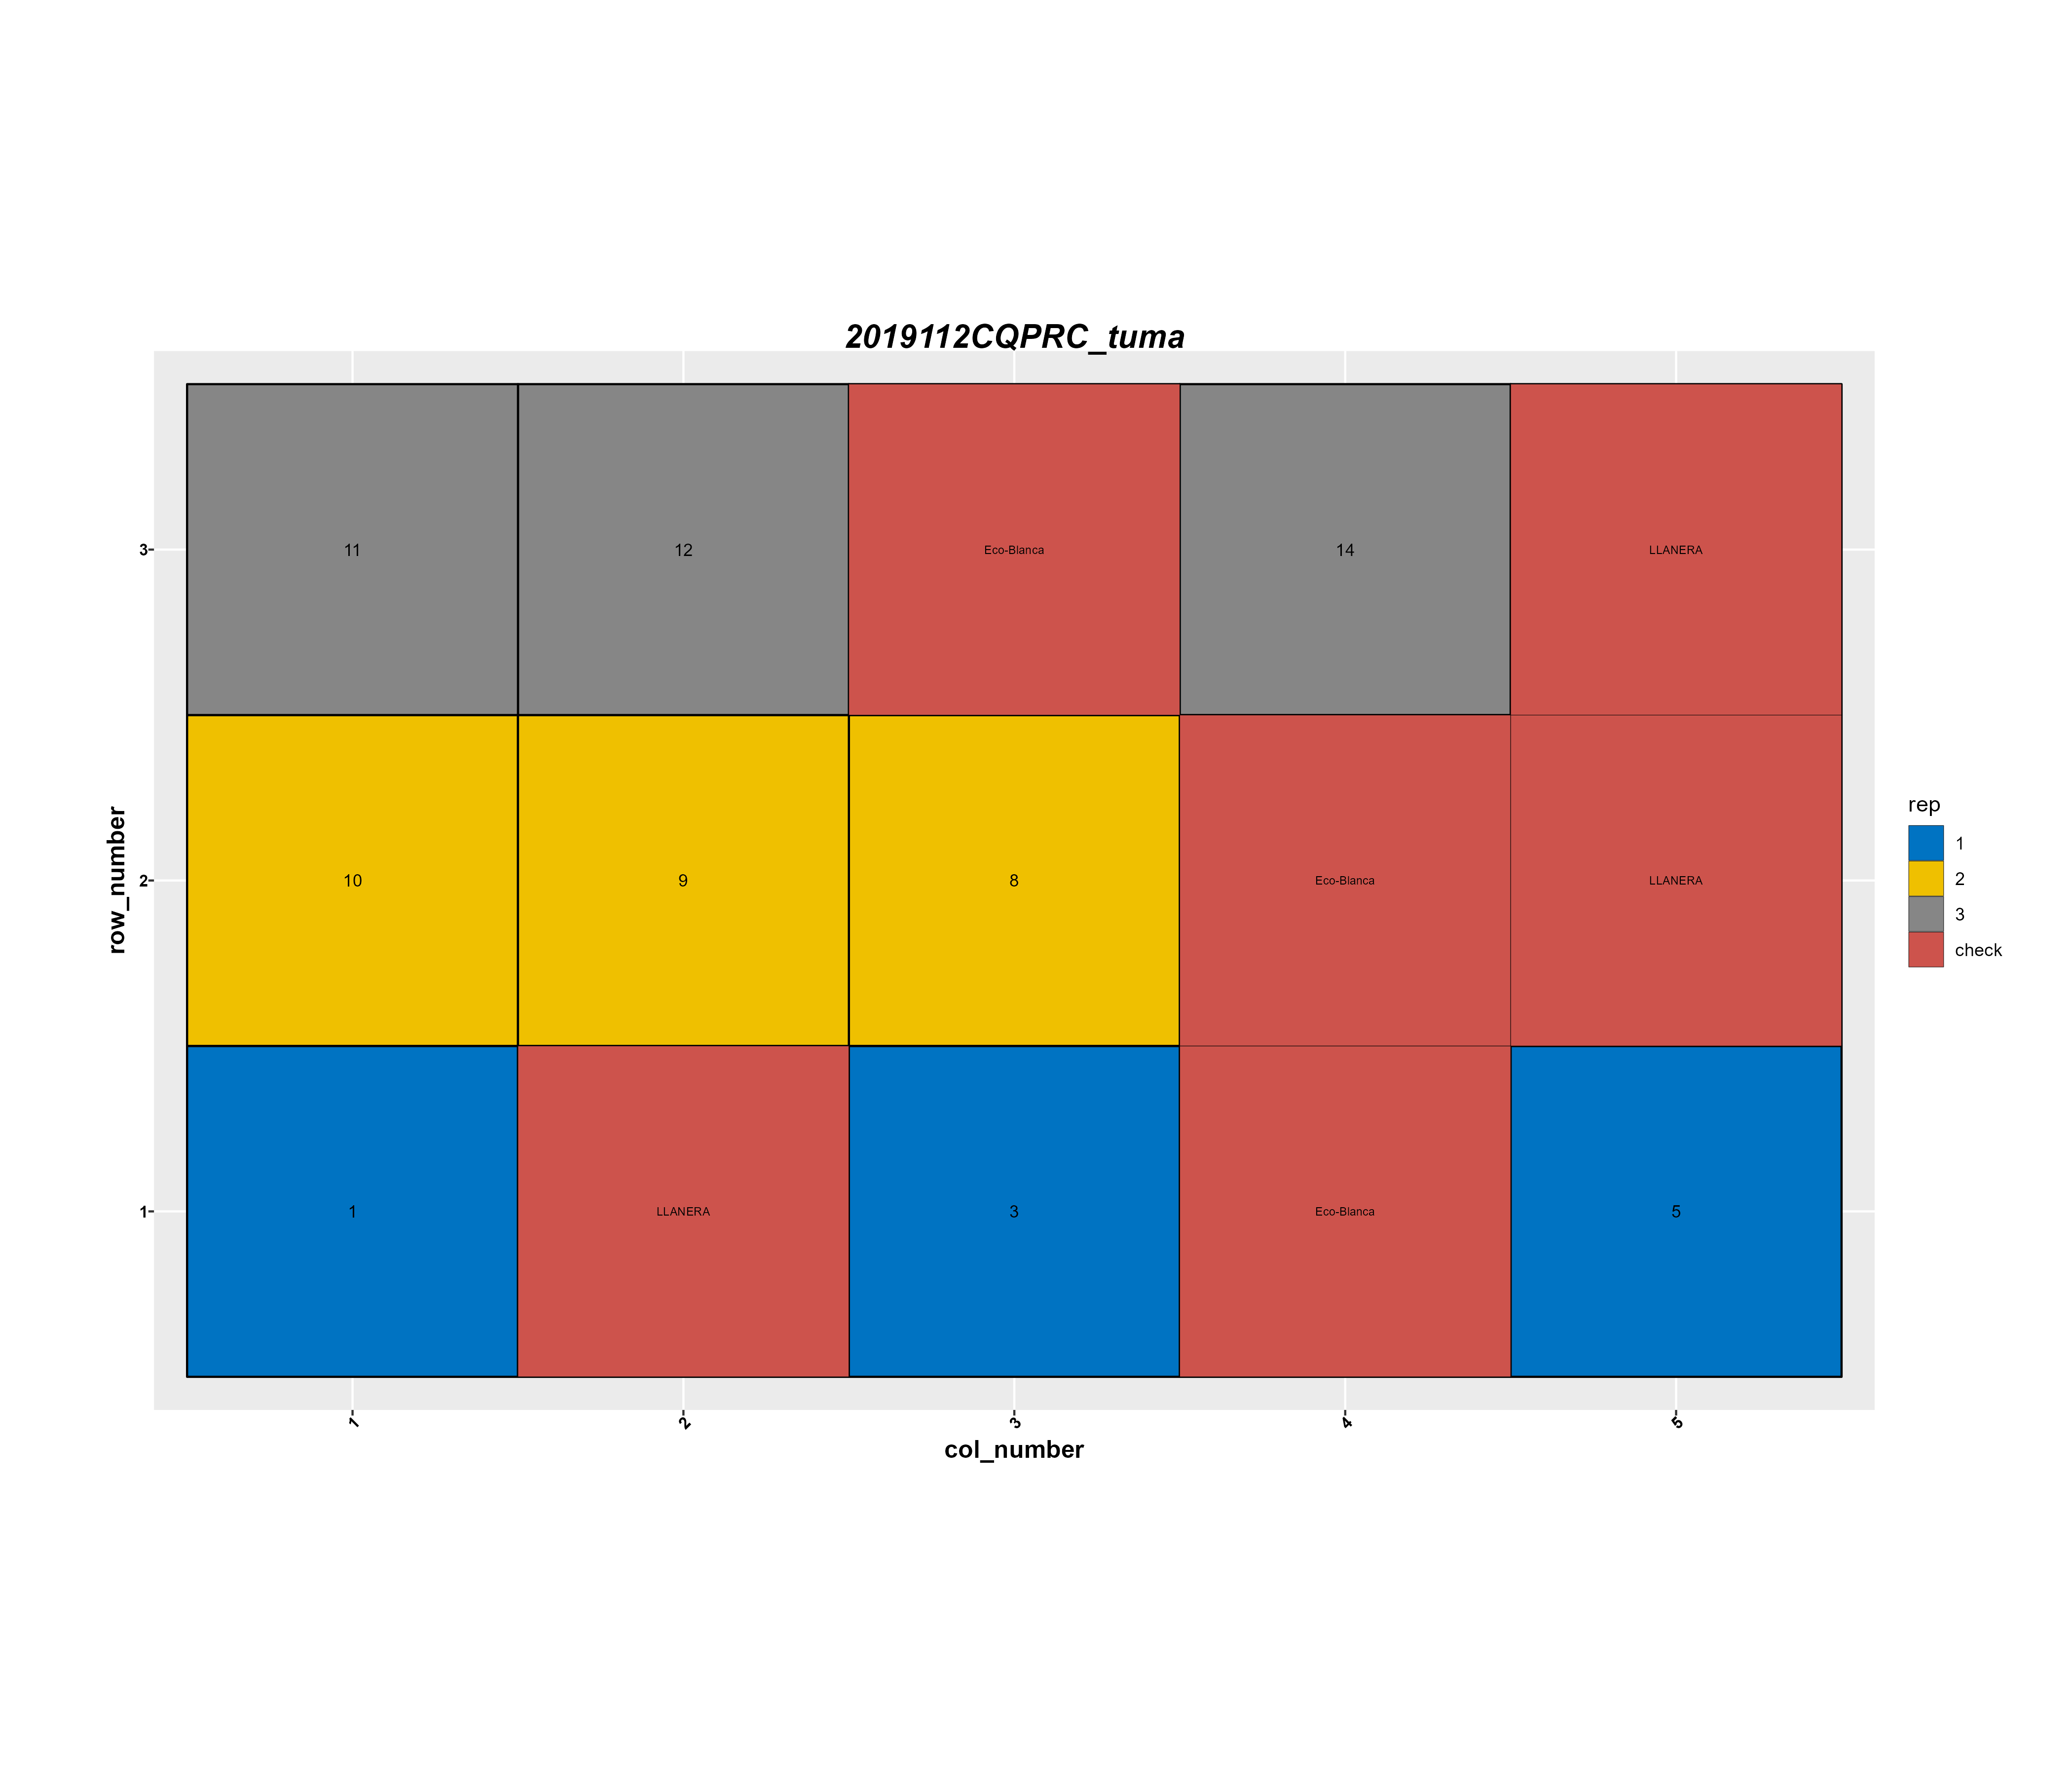 2019112CQPRC_tuma
row_number
3
11
12
Eco-Blanca
14
LLANERA
2
10
9
8
Eco-Blanca
LLANERA
1
1
LLANERA
3
Eco-Blanca
5
1
2
3
4
5
col_number
rep
1
2
3
check